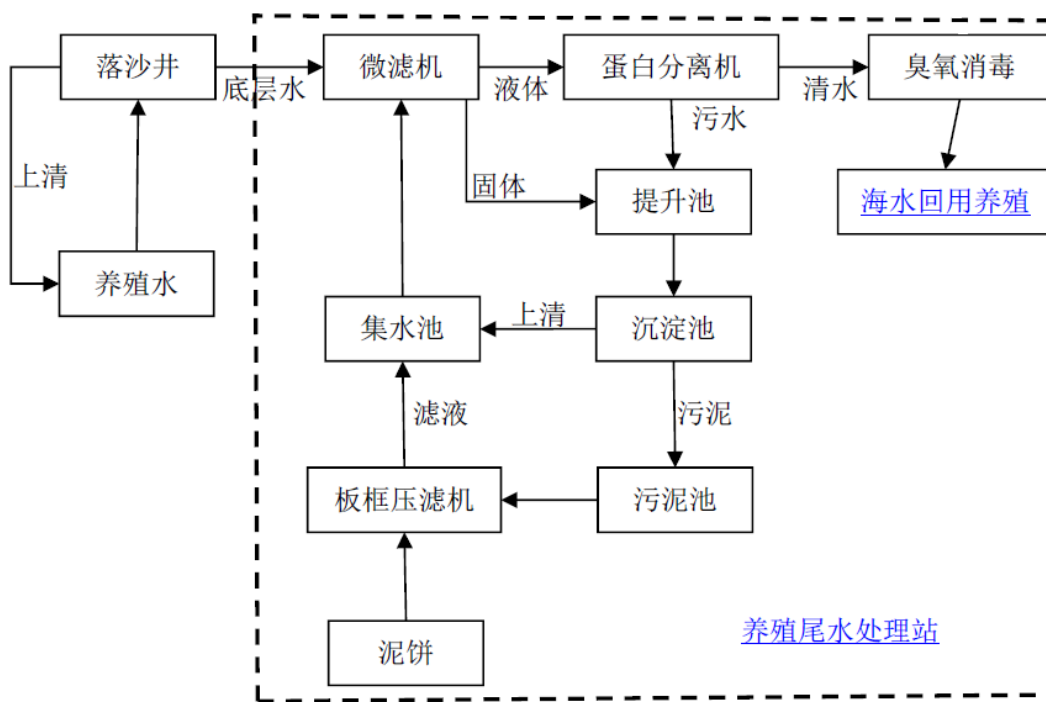 落沙井
底层水
微滤机
液体
蛋白分离机
清水
臭氧消毒
上清
污水
固体
提升池
海水回用养殖
养殖水
集水池
上清
沉淀池
滤液
污泥
板框压滤机
污泥池
泥饼
养殖尾水处理站